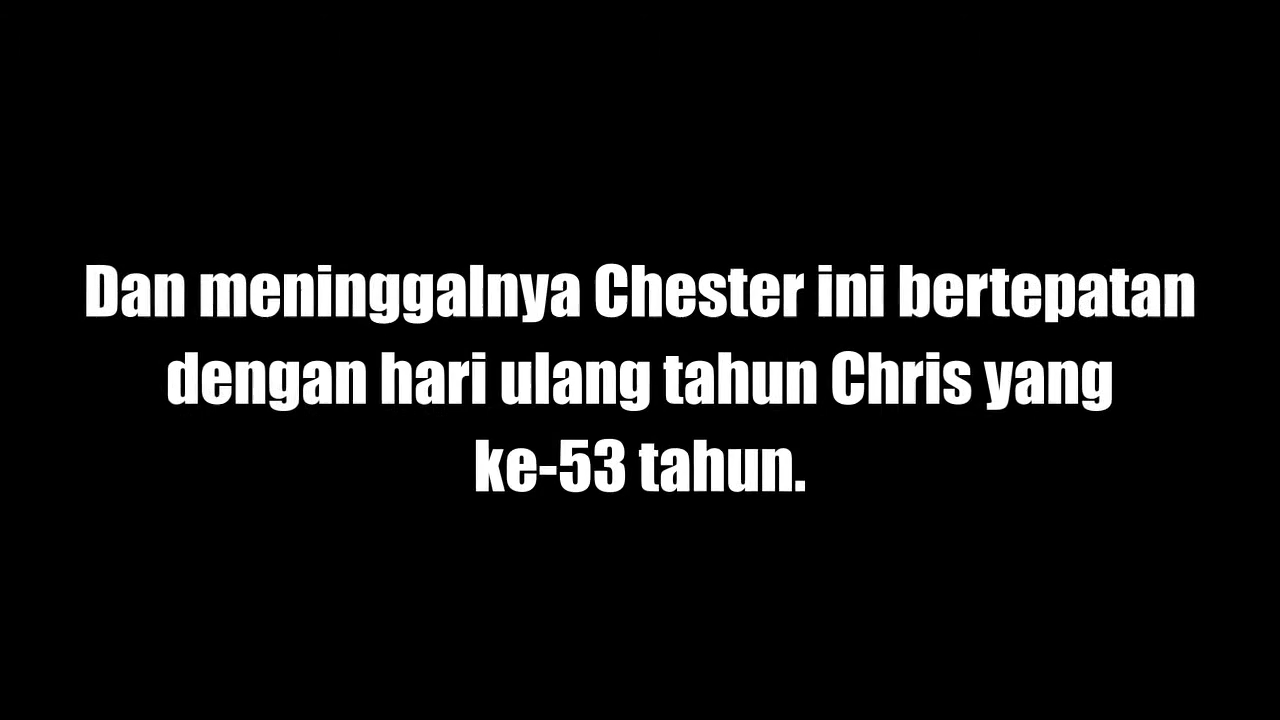 Dan meninggalnya Chester ini bertepatan
dengan hari ulang tahun Chris yang
ke-53 tahun.